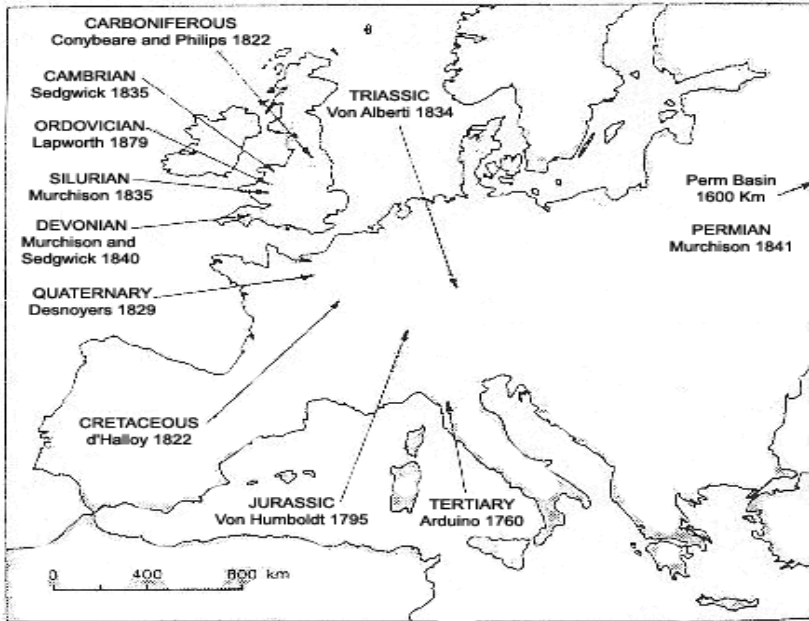 CARBONIFEROUS
Conybeare and Philips 1822
CAMBRIAN
Sedgwick 1835
ORDOVICIAN
Lapworth 1879
SILURIAN
Murchison 1835
DEVONIAN
Murchison and
Sedgwick 1840
QUATERNARY
Desnoyers 1829
TRIASSIC
Von Alberti 1834
Perm Basin
1600 Km
PERMIAN
Murchison 1841
CRETACEOUS
d'Halloy 1822
JURASSIC
Von Humboldt 1795
TERTIARY
Arduino 1760
0 400 800 km